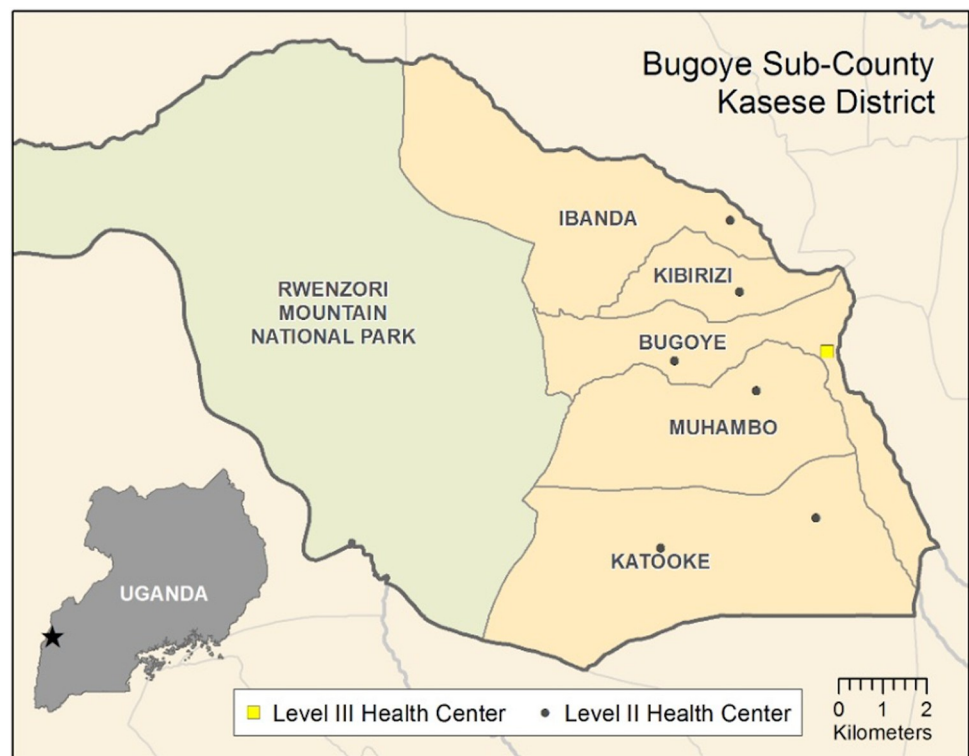 Bugoye Sub-County
Kasese District
IBANDA
KIBIRIZI
RWENZORI
MOUNTAIN
NATIONAL PARK
BUGOYE
MUHAMBO
KATOOKE
UGANDA
Level III Health Center
Level II Health Center
0 1 2
Kilometers